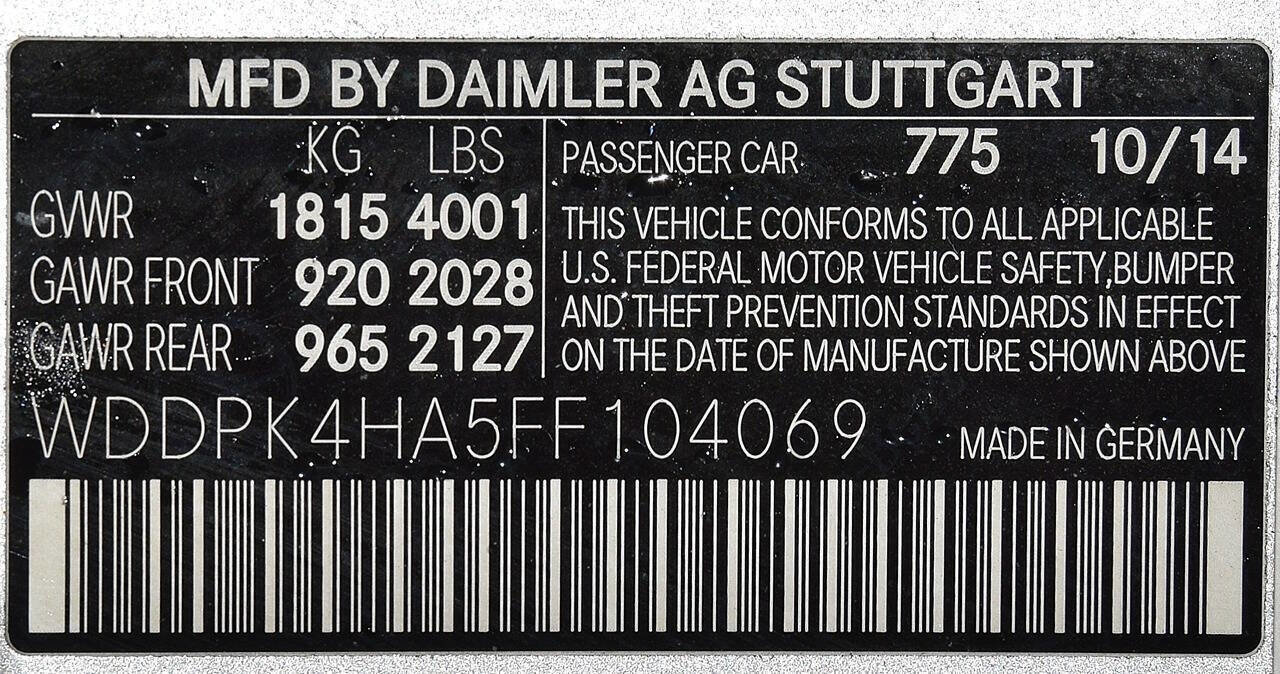 MFD BY DAIMLER AG STUTTGART
KG LBS
GVWR 1815 4001
GAWR FRONT 920 2028
GAWR REAR 965 2127
PASSENGER CAR 775 10/14
THIS VEHICLE CONFORMS TO ALL APPLICABLE
U.S. FEDERAL MOTOR VEHICLE SAFETY,BUMPER
AND THEFT PREVENTION STANDARDS IN EFFECT
ON THE DATE OF MANUFACTURE SHOWN ABOVE
WDDPK4HA5FF104069
MADE IN GERMANY